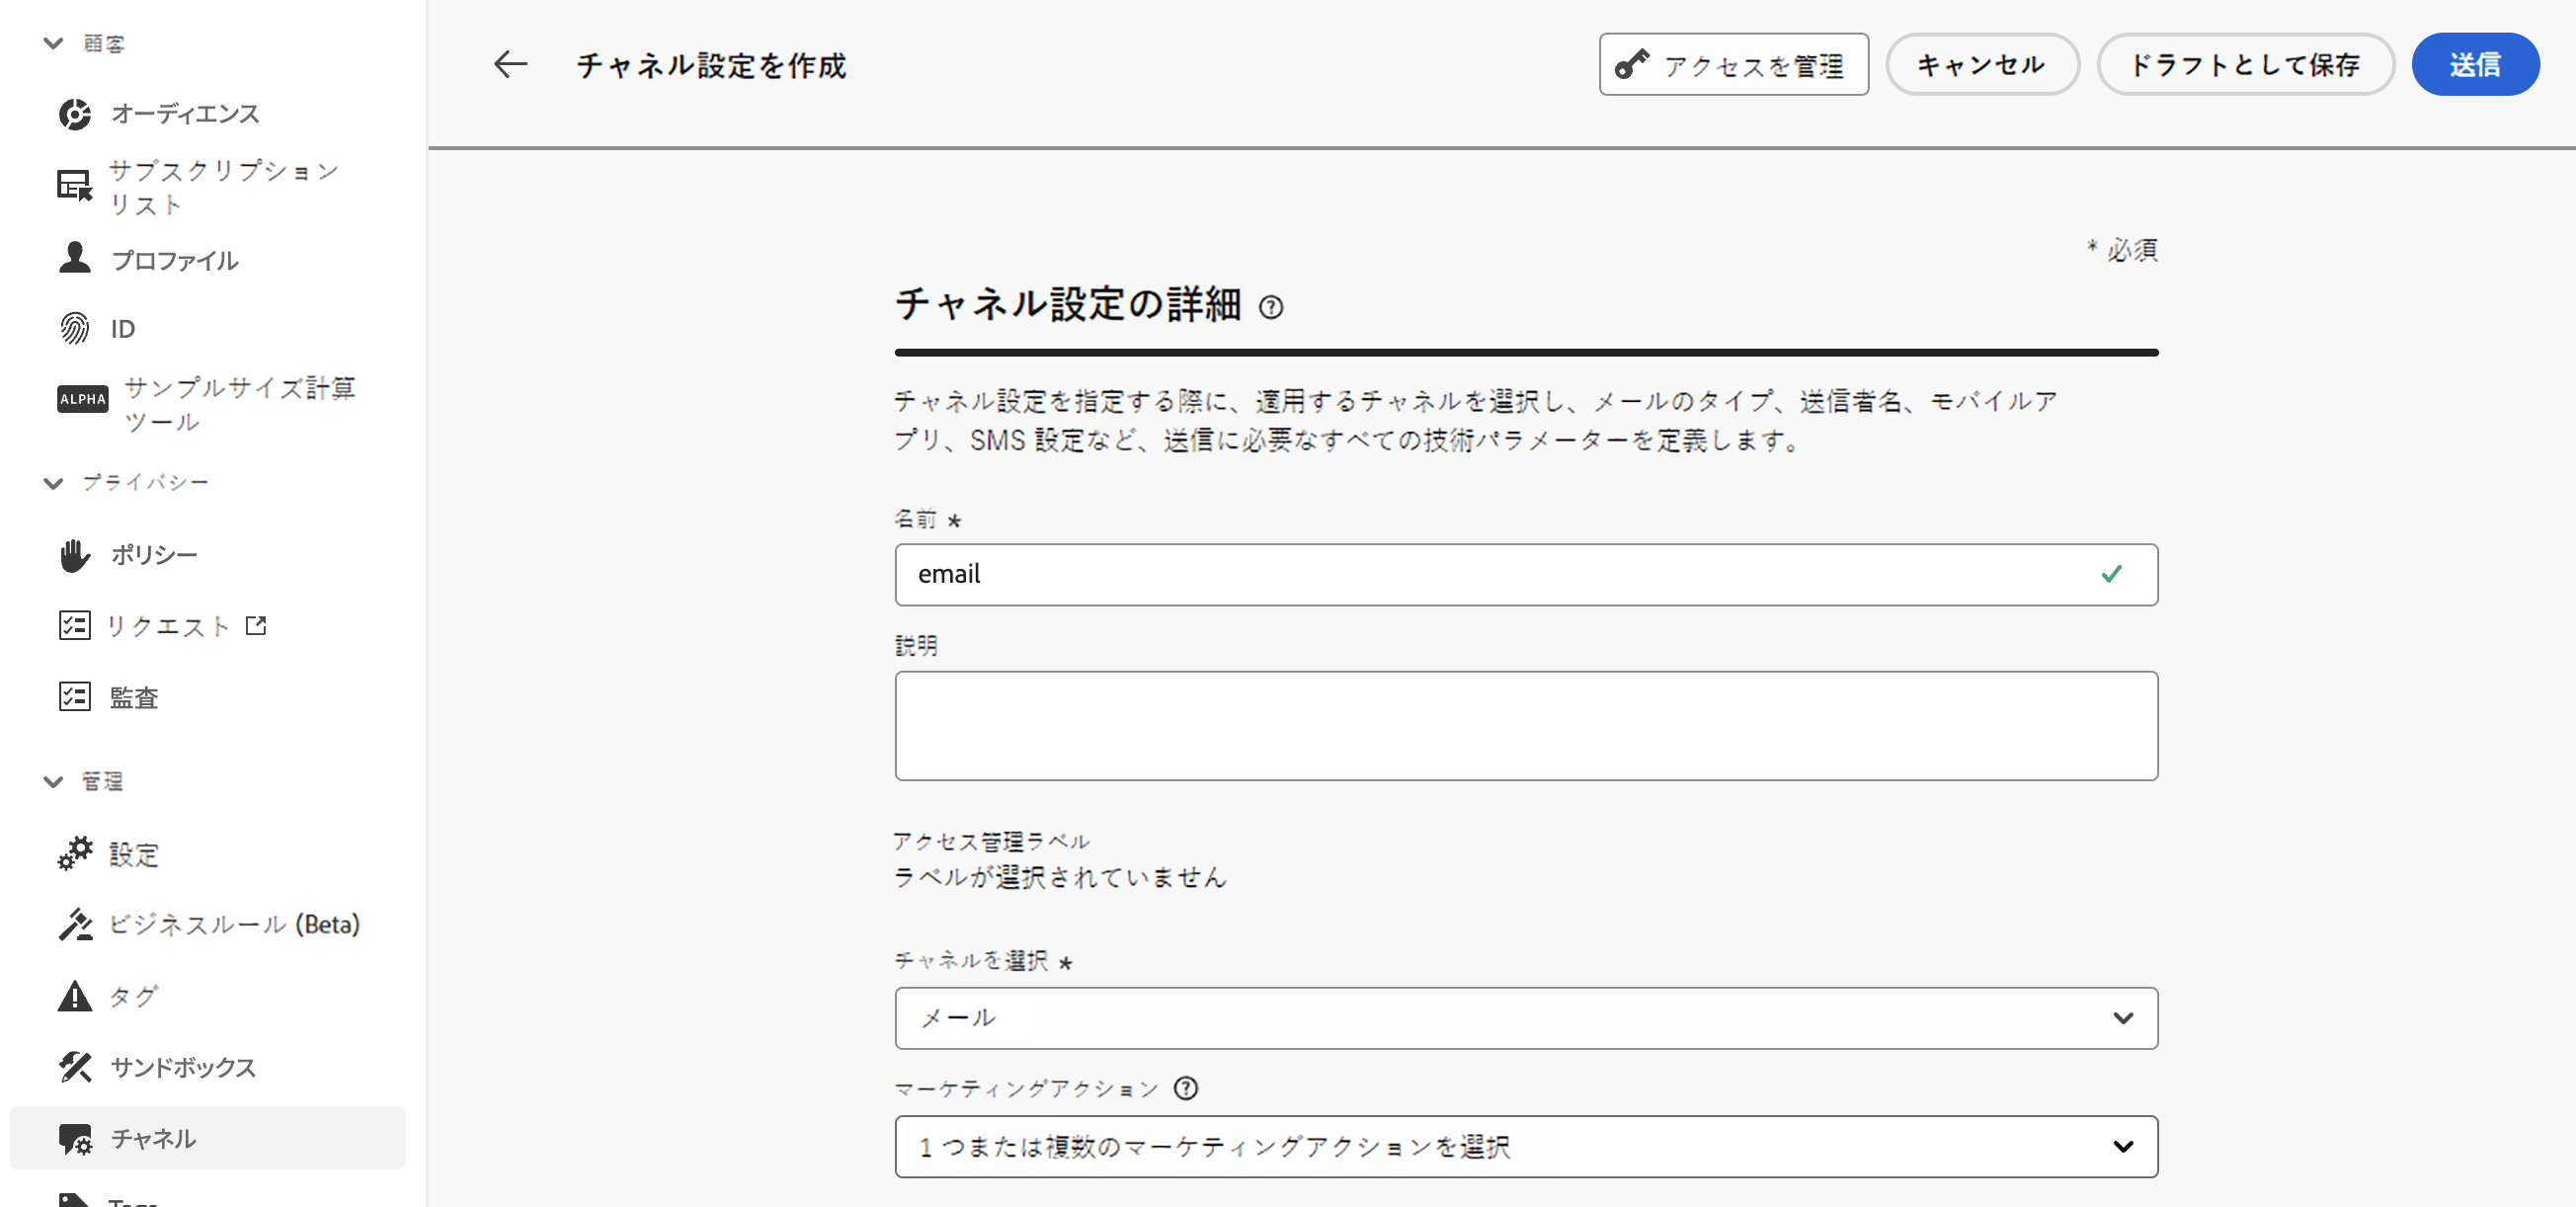 顧客
オーディエンス
サブスクリプション
リスト
プロファイル
ID
ALPHA サンプルサイズ計算
ツール
プライバシー
ポリシー
リクエスト
監査
管理
設定
ビジネスルール (Beta)
タグ
サンドボックス
チャネル
Tags
チャネル設定を作成
アクセスを管理
キャンセル
ドラフトとして保存
送信
* 必須
チャネル設定の詳細
チャネル設定を指定する際に、適用するチャネルを選択し、メールのタイプ、送信者名、モバイルア
プリ、SMS 設定など、送信に必要なすべての技術パラメーターを定義します。
名前 *
email
説明
アクセス管理ラベル
ラベルが選択されていません
チャネルを選択 *
メール
マーケティングアクション
1 つまたは複数のマーケティングアクションを選択